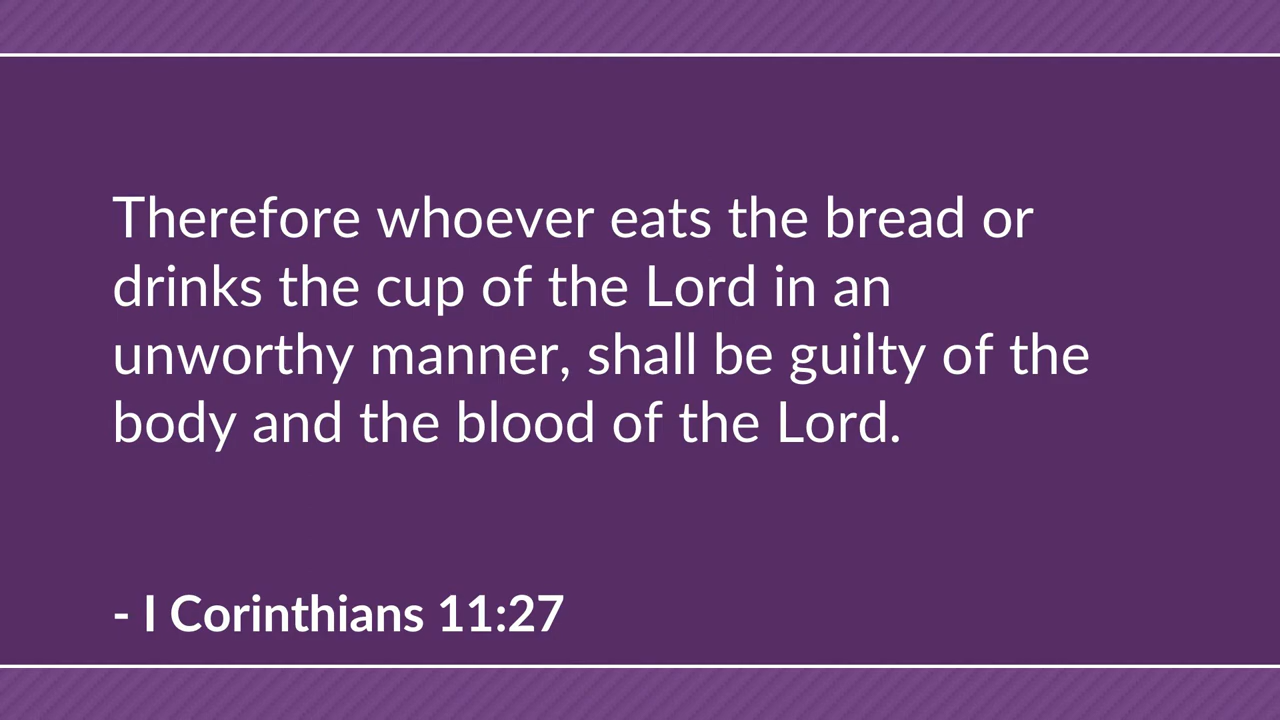 Therefore whoever eats the bread or
drinks the cup of the Lord in an
unworthy manner, shall be guilty of the
body and the blood of the Lord.
- I Corinthians 11:27